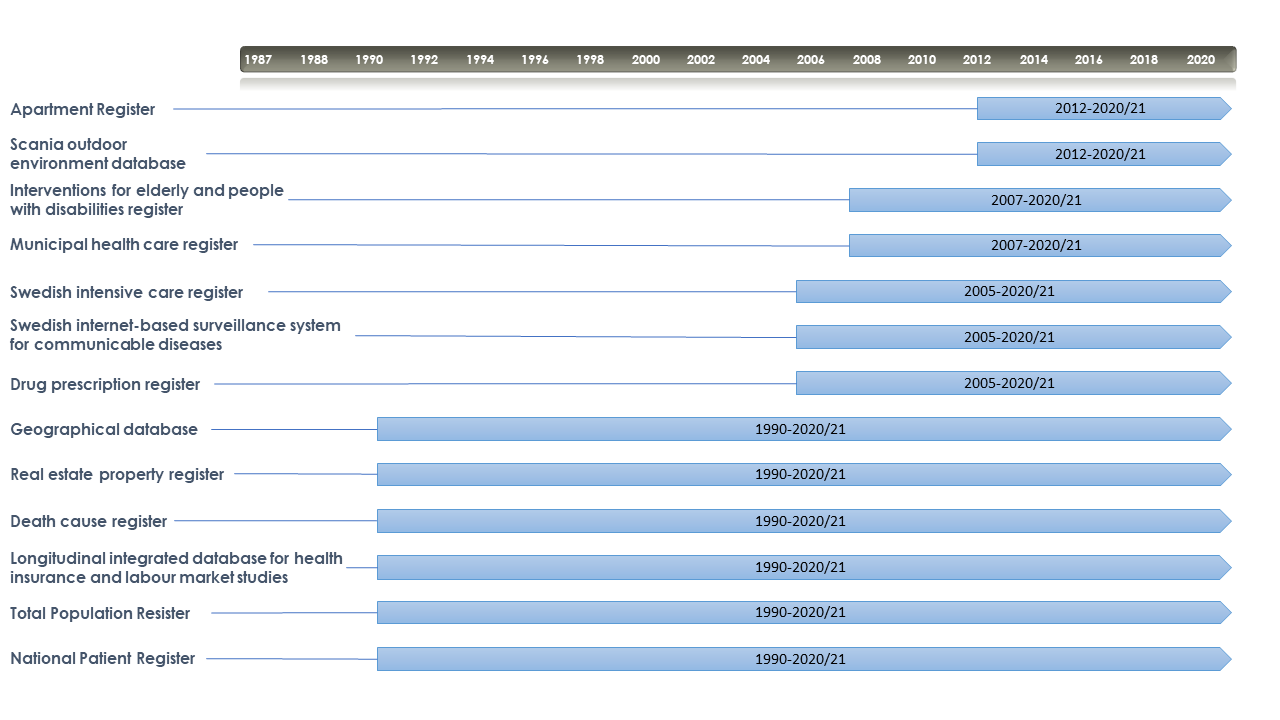 1987 1988 1990 1992 1994 1996 1998 2000 2002 2004 2006 2008 2010 2012 2014 2016 2018 2020
Apartment Register 2012-2020/21
Scania outdoor
environment database 2012-2020/21
Interventions for elderly and people
with disabilities register 2007-2020/21
Municipal health care register 2007-2020/21
Swedish intensive care register 2005-2020/21
Swedish internet-based surveillance system
for communicable diseases 2005-2020/21
Drug prescription register 2005-2020/21
Geographical database 1990-2020/21
Real estate property register 1990-2020/21
Death cause register 1990-2020/21
Longitudinal integrated database for health
insurance and labour market studies 1990-2020/21
Total Population Resister 1990-2020/21
National Patient Register 1990-2020/21